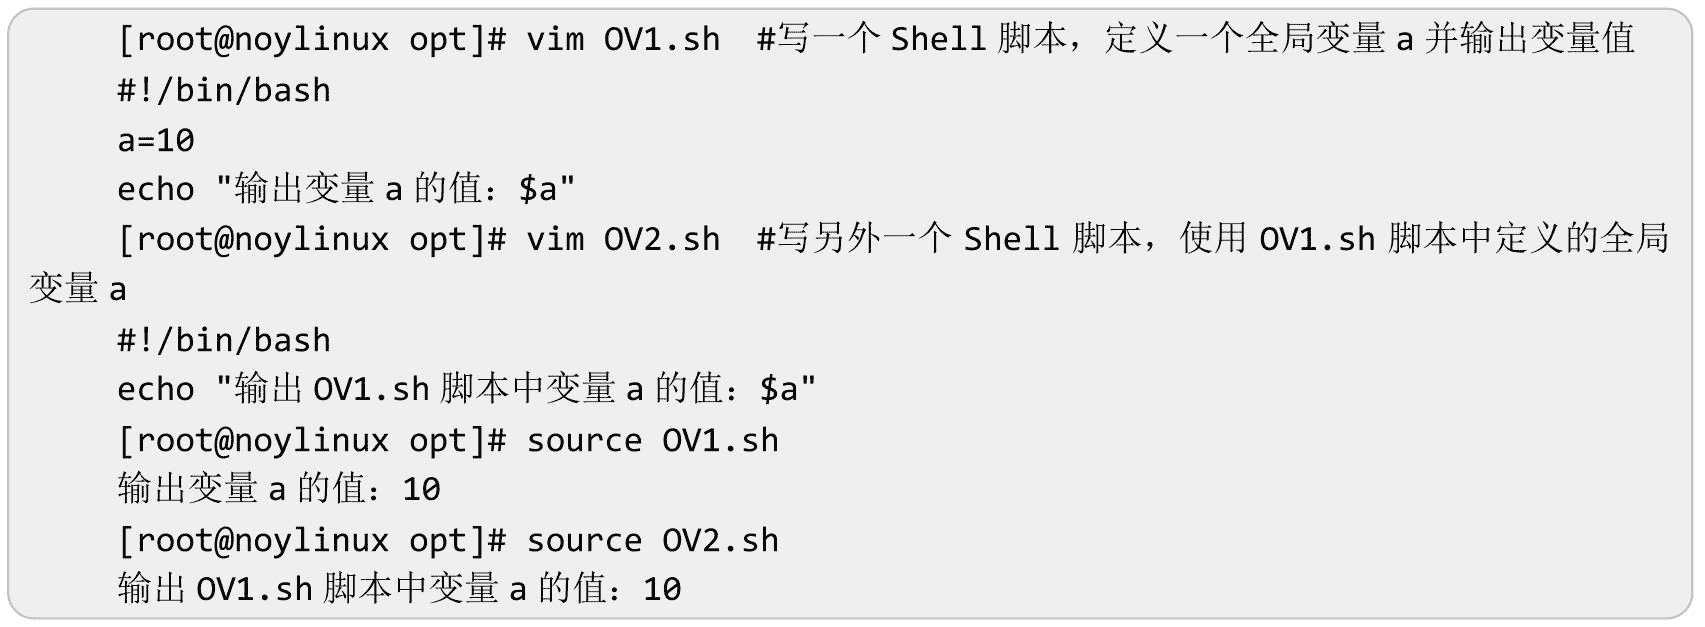 [root@noylinux opt]# vim OV1.sh  #写一个 Shell 脚本，定义一个全局变量 a 并输出变量值
#!/bin/bash
a=10
echo "输出变量 a 的值：$a"
[root@noylinux opt]# vim OV2.sh  #写另外一个 Shell 脚本，使用 OV1.sh 脚本中定义的全局
变量 a
#!/bin/bash
echo "输出 OV1.sh 脚本中变量 a 的值：$a"
[root@noylinux opt]# source OV1.sh
输出变量 a 的值：10
[root@noylinux opt]# source OV2.sh
输出 OV1.sh 脚本中变量 a 的值：10